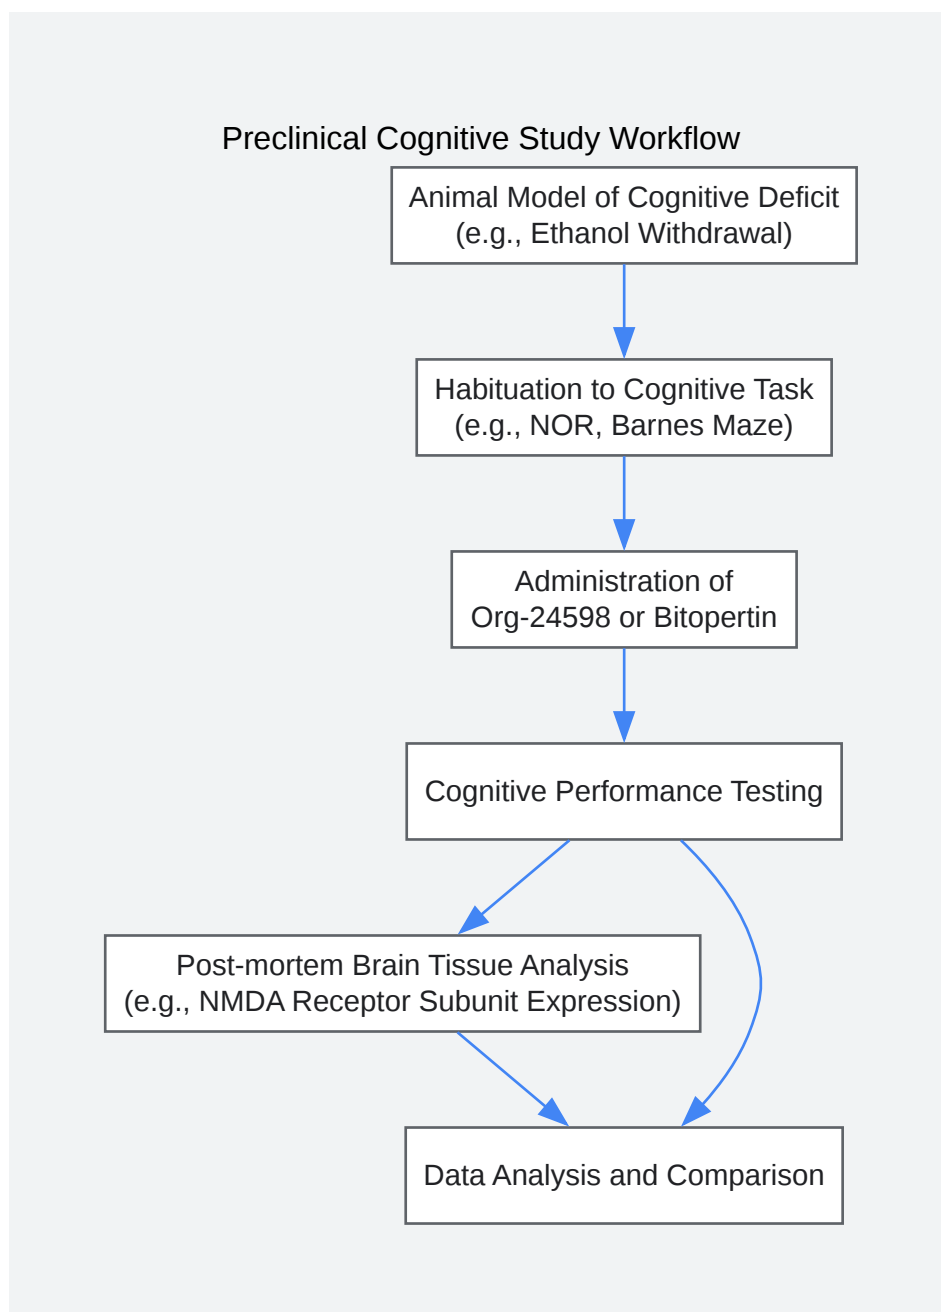 Preclinical Cognitive Study Workflow
Animal Model of Cognitive Deficit
(e.g., Ethanol Withdrawal)
Habituation to Cognitive Task
(e.g., NOR, Barnes Maze)
Administration of
Org-24598 or Bitopertin
Cognitive Performance Testing
Post-mortem Brain Tissue Analysis
(e.g., NMDA Receptor Subunit Expression)
Data Analysis and Comparison